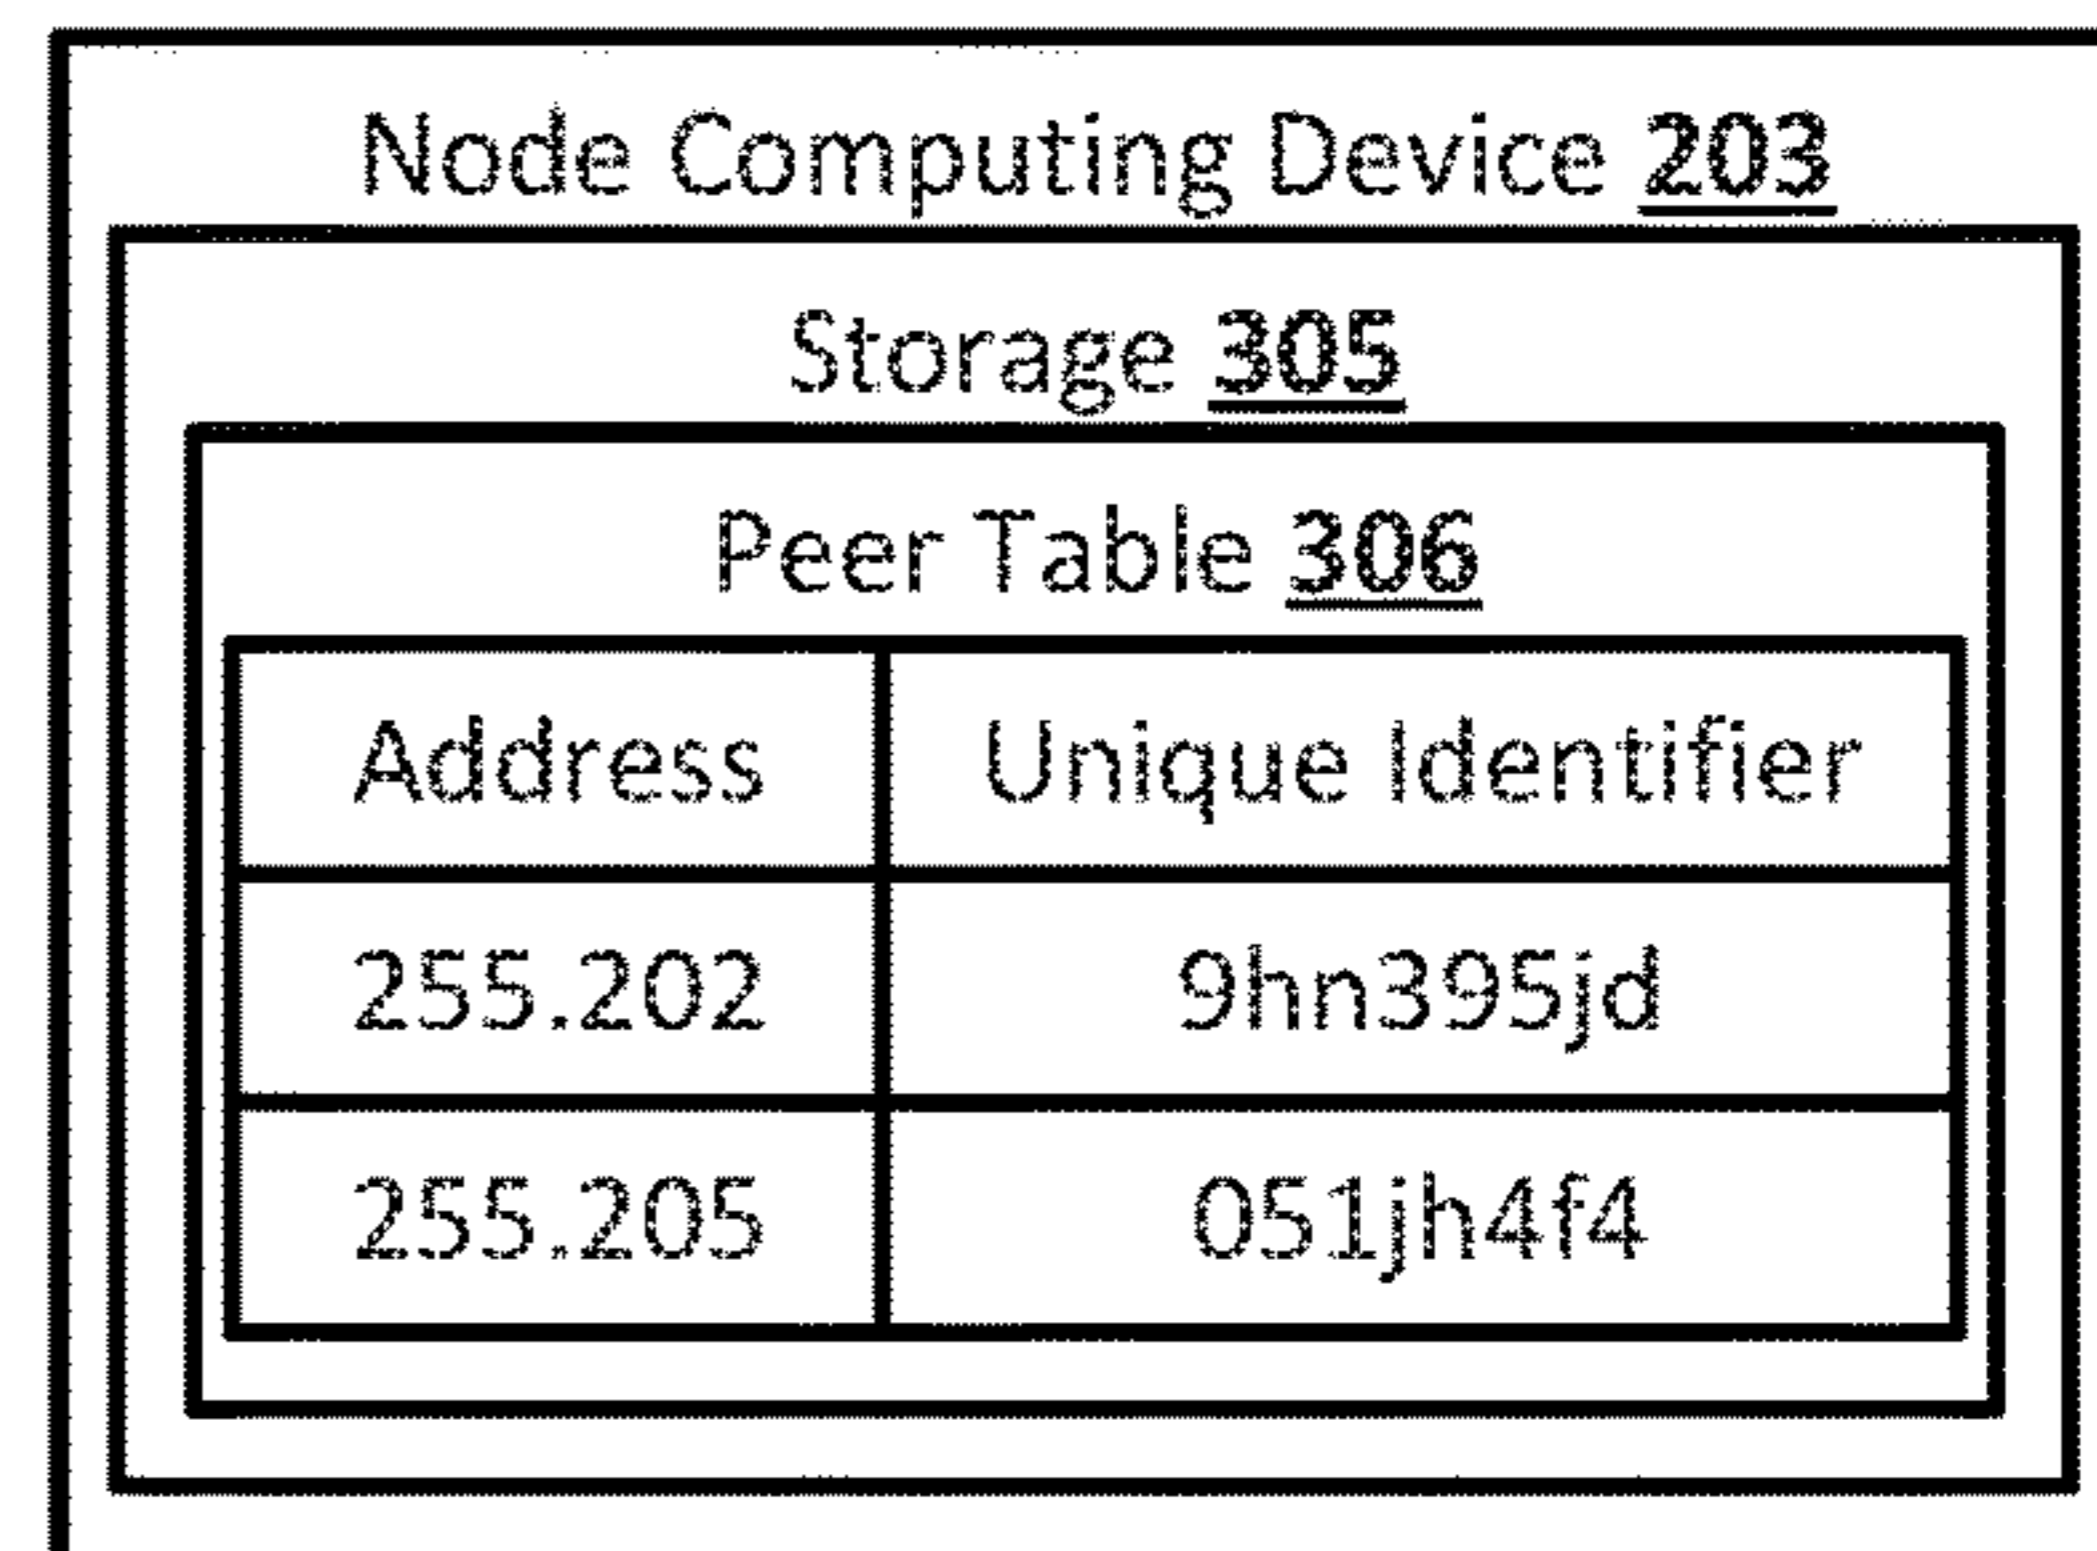 Node Computing Device 203
Storage 305
Peer Table 306
Address Unique Identifier
255.202 9hn395jd
255.205 051jh4f4